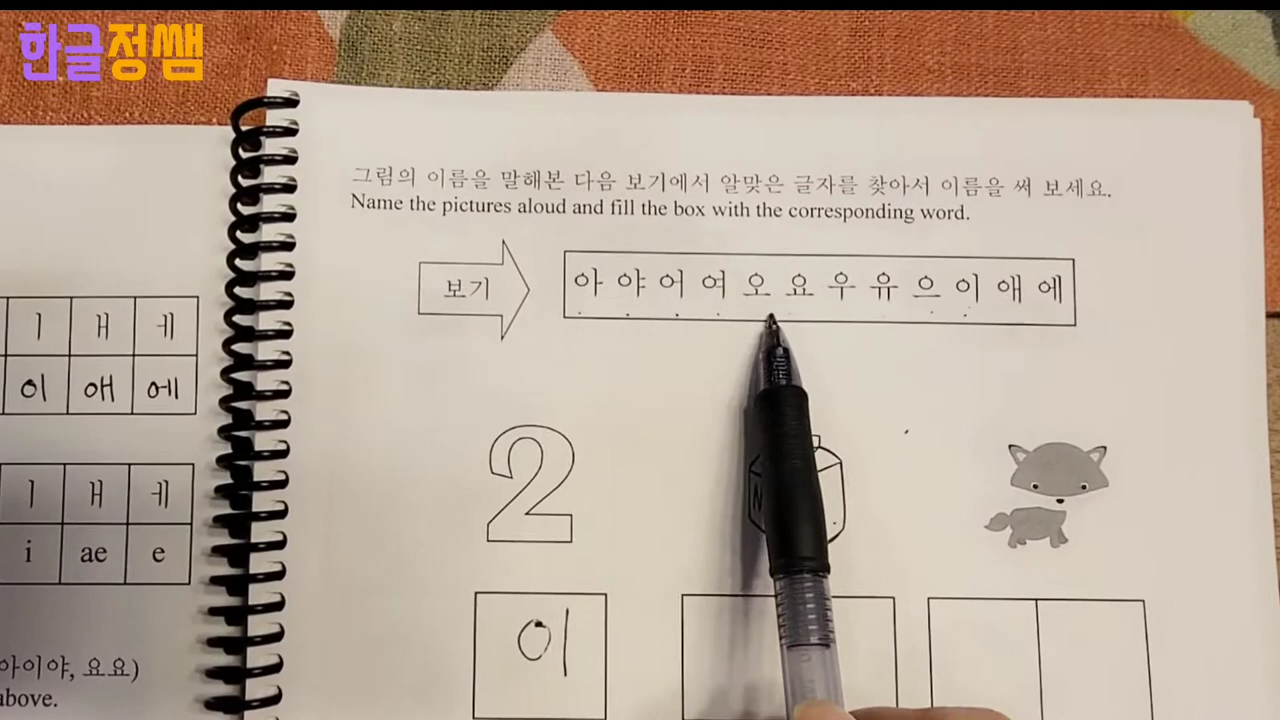 한글정쌤
그림의 이름을 말해본 다음 보기에서 알맞은 글자를 찾아서 이름을 써 보세요.
Name the pictures aloud and fill the box with the corresponding word.
보기
아 야 어 여 오 요 우 유 으 이 애 에
ㅣ ㅐ ㅔ
이 애 에
2
ㅣ ㅐ ㅔ
i ae e
이
아이야, 요요)
above.